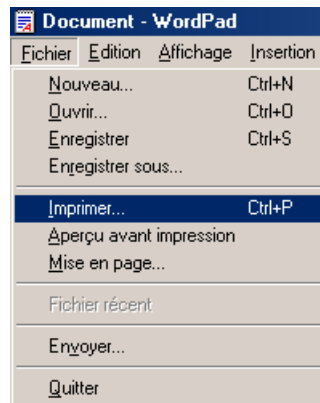 Document - WordPad
Fichier Edition Affichage Insertion
Nouveau... Ctrl+N
Ouvrir... Ctrl+O
Enregistrer Ctrl+S
Enregistrer sous...
Imprimer... Ctrl+P
Aperçu avant impression
Mise en page...
Fichier récent
Envoyer...
Quitter